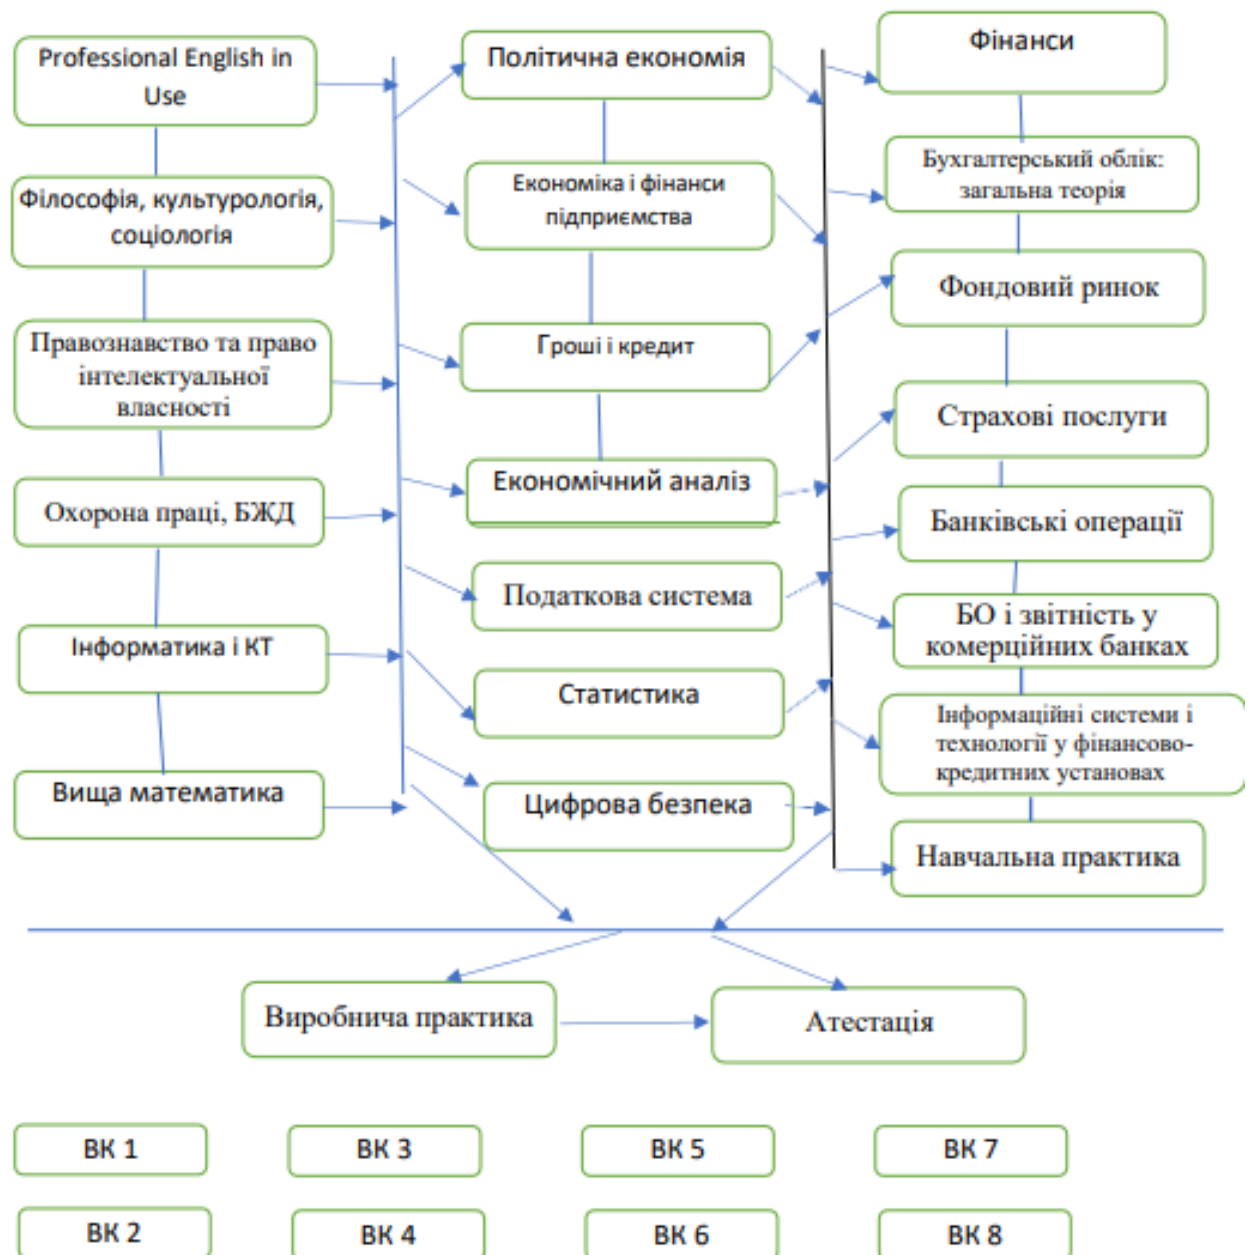 Professional English in
Use
Філософія, культурологія,
соціологія
Правознавство та право
інтелектуальної
власності
Охорона праці, БЖД
Інформатика і КТ
Вища математика
Політична економія
Економіка і фінанси
підприємства
Гроші і кредит
Економічний аналіз
Податкова система
Статистика
Цифрова безпека
Фінанси
Бухгалтерський облік:
загальна теорія
Фондовий ринок
Страхові послуги
Банківські операції
БО і звітність у
комерційних банках
Інформаційні системи і
технології у фінансово-
кредитних установах
Навчальна практика
Виробнича практика
Атестація
ВК 1
ВК 3
ВК 5
ВК 7
ВК 2
ВК 4
ВК 6
ВК 8